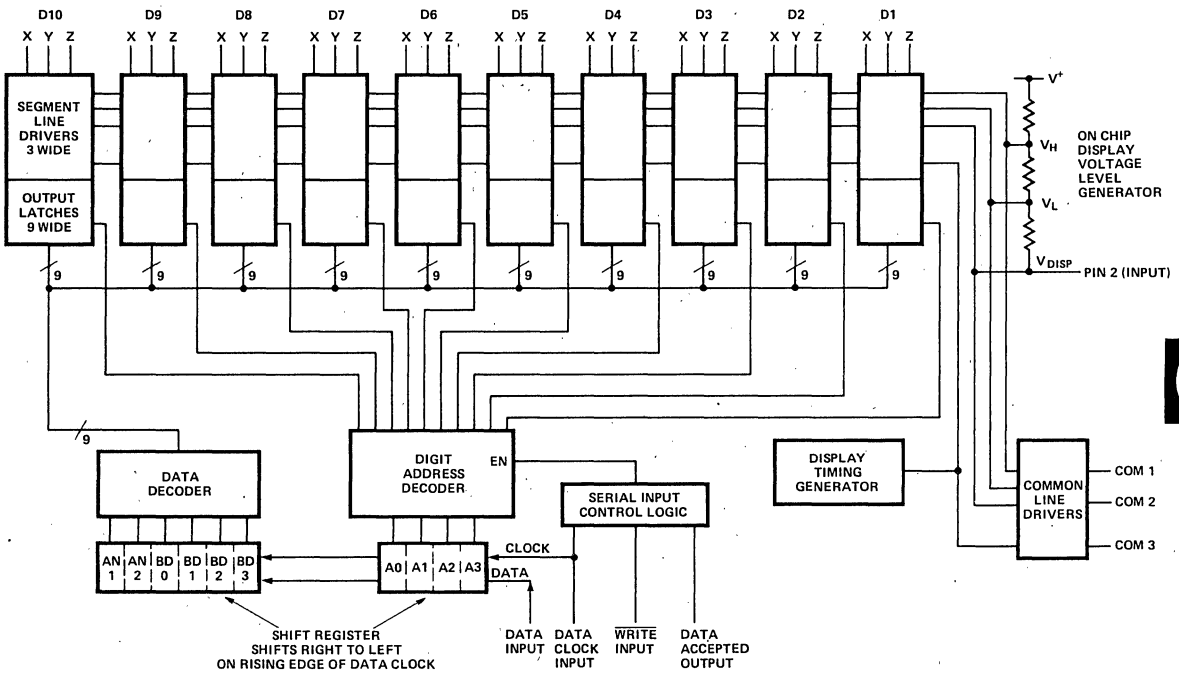 D10 D9 D8 D7 D6 D5 D4 D3 D2 D1
X Y Z X Y Z X Y Z X Y Z X Y Z X Y Z X Y Z X Y Z X Y Z X Y Z
SEGMENT
LINE
DRIVERS
3 WIDE
OUTPUT
LATCHES
9 WIDE
V+
VH
VL
VDISP
ON CHIP
DISPLAY
VOLTAGE
LEVEL
GENERATOR
PIN 2 (INPUT)
9 9 9 9 9 9 9 9 9 9
9
DATA
DECODER
DIGIT
ADDRESS
DECODER
EN
SERIAL INPUT
CONTROL LOGIC
DISPLAY
TIMING
GENERATOR
COMMON
LINE
DRIVERS
COM 1
COM 2
COM 3
AN AN BD BD BD BD
1 2 0 1 2 3
A0 A1 A2 A3
CLOCK
DATA
SHIFT REGISTER
SHIFTS RIGHT TO LEFT
ON RISING EDGE OF DATA CLOCK
DATA
INPUT
DATA
CLOCK
INPUT
WRITE
INPUT
DATA
ACCEPTED
OUTPUT